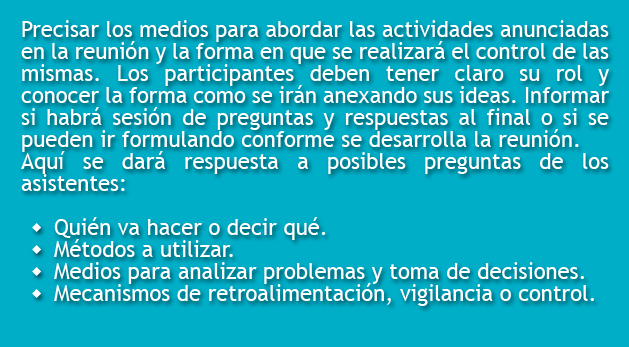 Precisar los medios para abordar las actividades anunciadas
en la reunión y la forma en que se realizará el control de las
mismas. Los participantes deben tener claro su rol y
conocer la forma como se irán anexando sus ideas. Informar
si habrá sesión de preguntas y respuestas al final o si se
pueden ir formulando conforme se desarrolla la reunión.
Aquí se dará respuesta a posibles preguntas de los
asistentes:
◆ Quién va hacer o decir qué.
◆ Métodos a utilizar.
◆ Medios para analizar problemas y toma de decisiones.
◆ Mecanismos de retroalimentación, vigilancia o control.